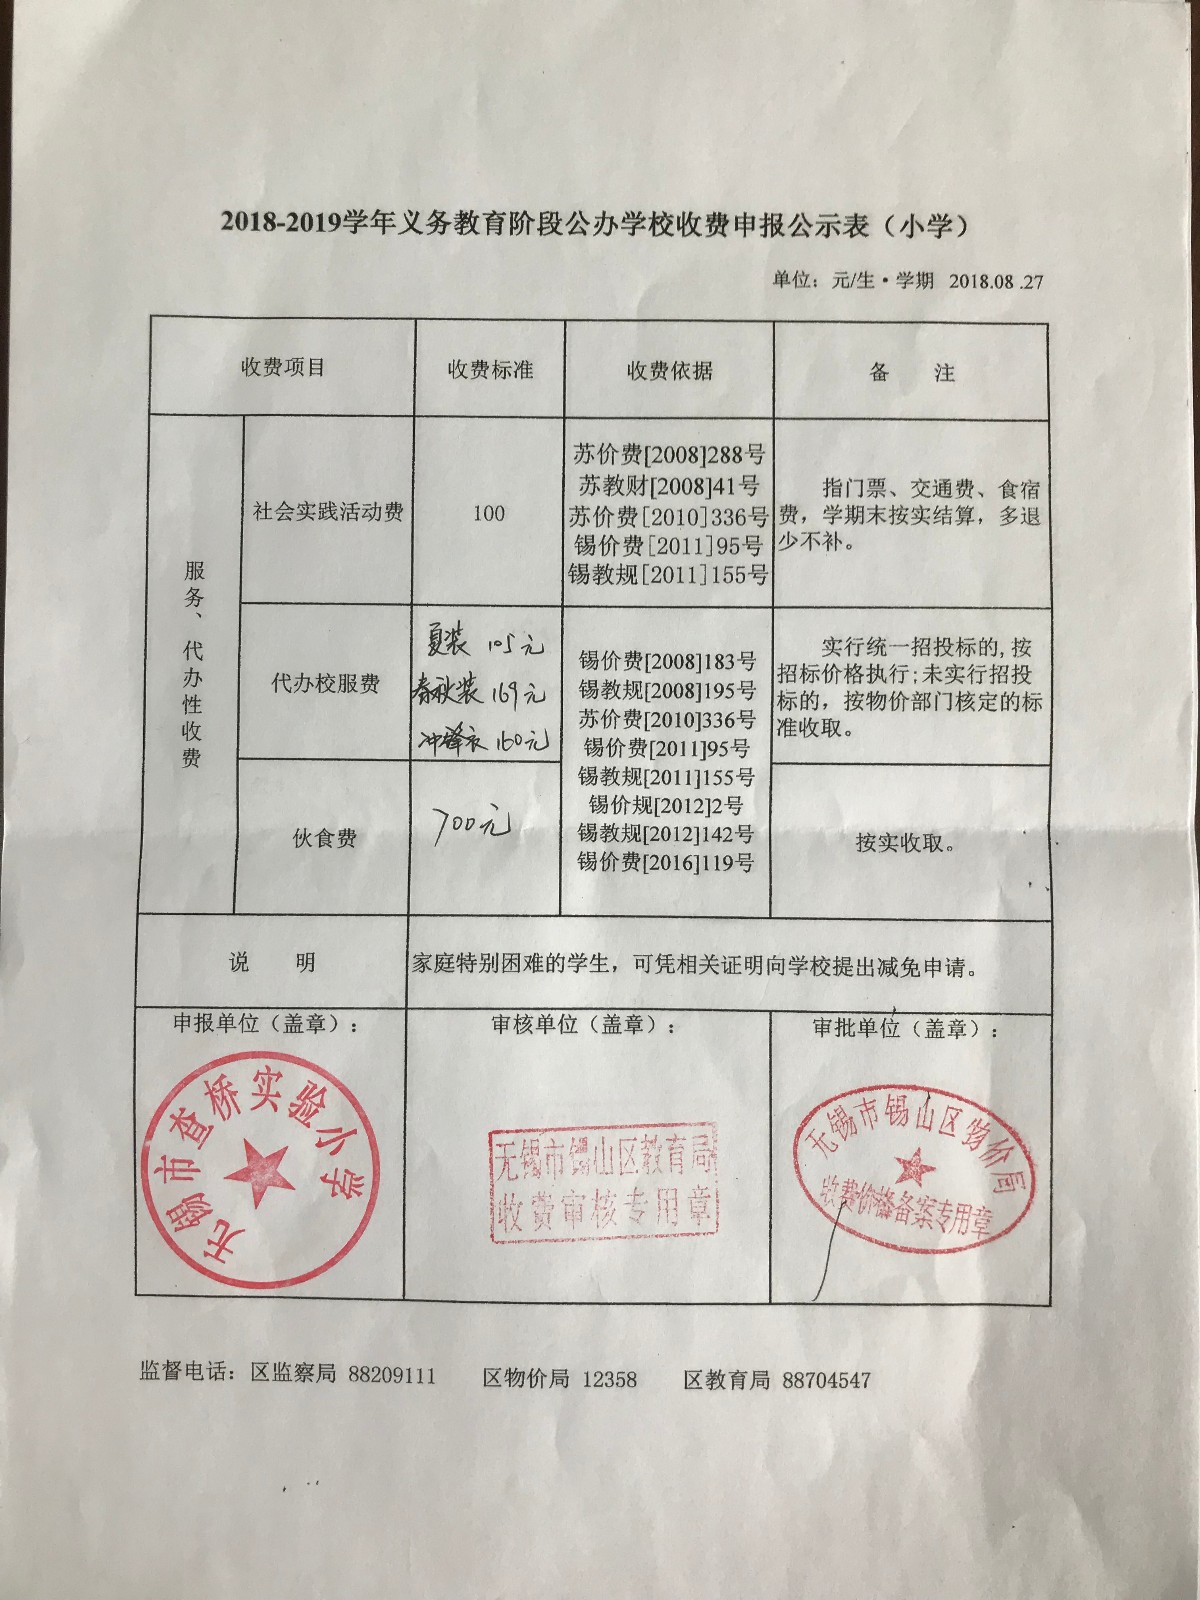 2018-2019学年义务教育阶段公办学校收费申报公示表（小学）
单位：元/生·学期 2018.08 .27
收费项目
收费标准
收费依据
备 注
服务、代办性收费
社会实践活动费
100
苏价费[2008]288号
苏教财[2008]41号
苏价费[2010]336号
锡价费[2011]95号
锡教规[2011]155号
指门票、交通费、食宿
费，学期末按实结算，多退
少不补。
代办校服费
夏装 105元
春秋装 169元
冲锋衣 160元
锡价费[2008]183号
锡教规[2008]195号
苏价费[2010]336号
锡价费[2011]95号
锡教规[2011]155号
锡价规[2012]2号
锡教规[2012]142号
锡价费[2016]119号
实行统一招投标的,按
招标价格执行;未实行招投
标的，按物价部门核定的标
准收取。
伙食费
700元
按实收取。
说 明
家庭特别困难的学生，可凭相关证明向学校提出减免申请。
申报单位（盖章）：
审核单位（盖章）：
审批单位（盖章）：
无锡市查桥实验小学
无锡市锡山区教育局
收费审核专用章
无锡市锡山区物价局
收费价格备案专用章
监督电话：区监察局 88209111 区物价局 12358 区教育局 88704547